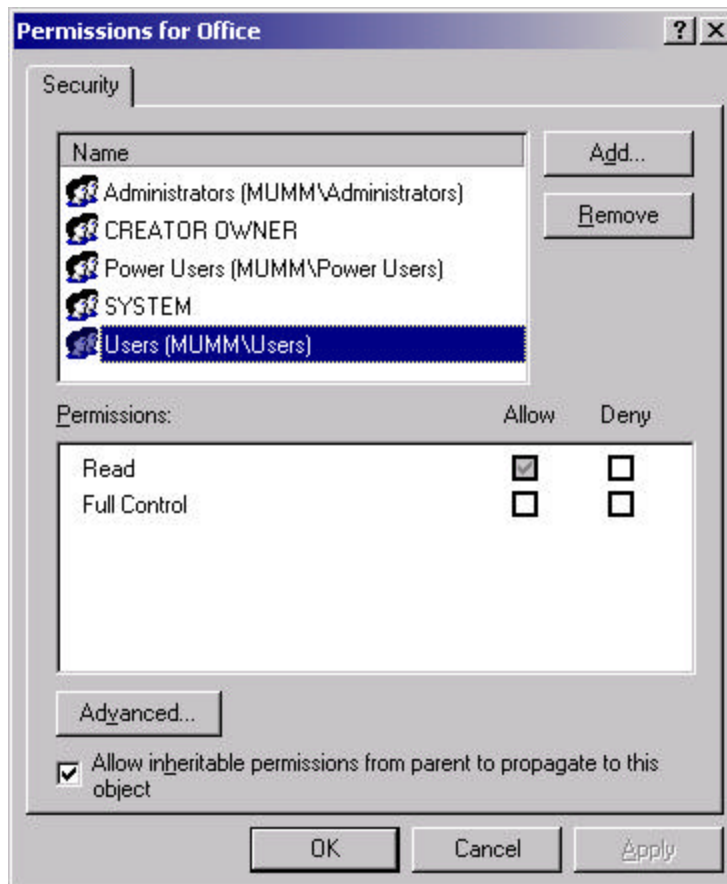 Permissions for Office
Security
Name
Administrators (MUMM\Administrators)
CREATOR OWNER
Power Users (MUMM\Power Users)
SYSTEM
Users (MUMM\Users)
Add...
Remove
Permissions: Allow Deny
Read
Full Control
Advanced...
Allow inheritable permissions from parent to propagate to this
object
OK Cancel Apply